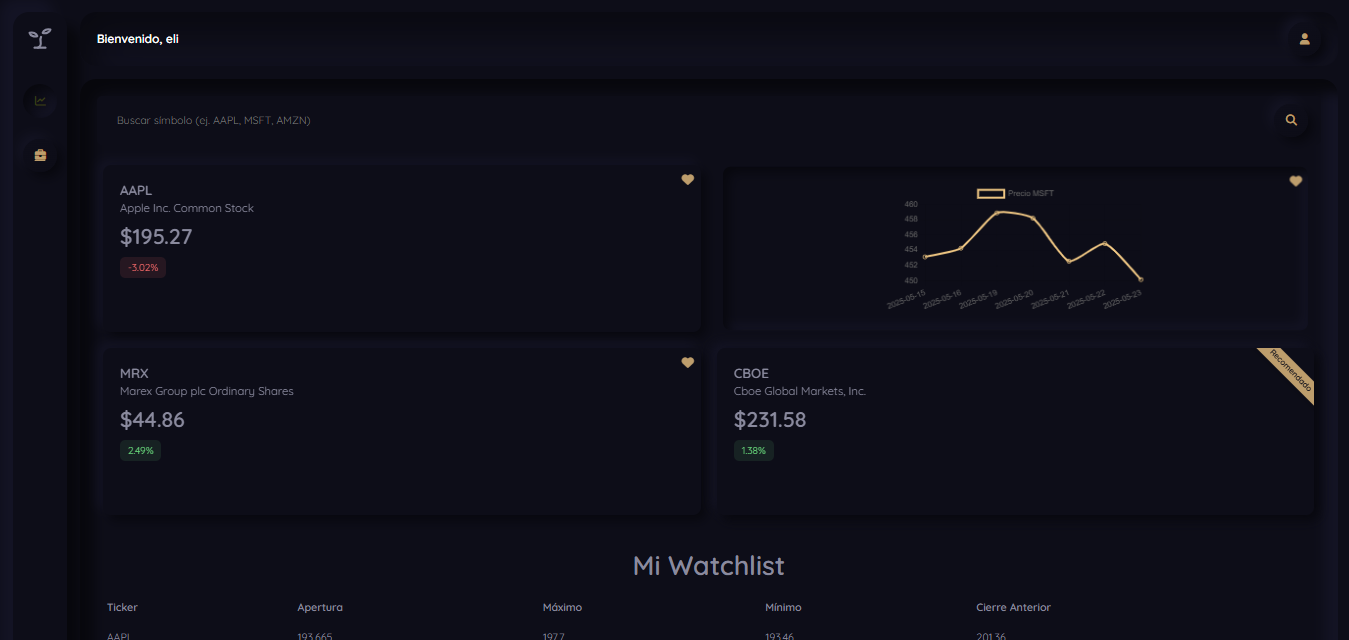 Bienvenido, eli
Buscar símbolo (ej. AAPL, MSFT, AMZN)
AAPL
Apple Inc. Common Stock
$195.27
-3.02%
Precio MSFT
460
458
456
454
452
450
2025-05-15
2025-05-16
2025-05-19
2025-05-20
2025-05-21
2025-05-22
2025-05-23
MRX
Marex Group plc Ordinary Shares
$44.86
2.49%
Recomendado
CBOE
Cboe Global Markets, Inc.
$231.58
1.38%
Mi Watchlist
Ticker Apertura Máximo Mínimo Cierre Anterior
AAPL 193.665 197.7 193.46 201.36